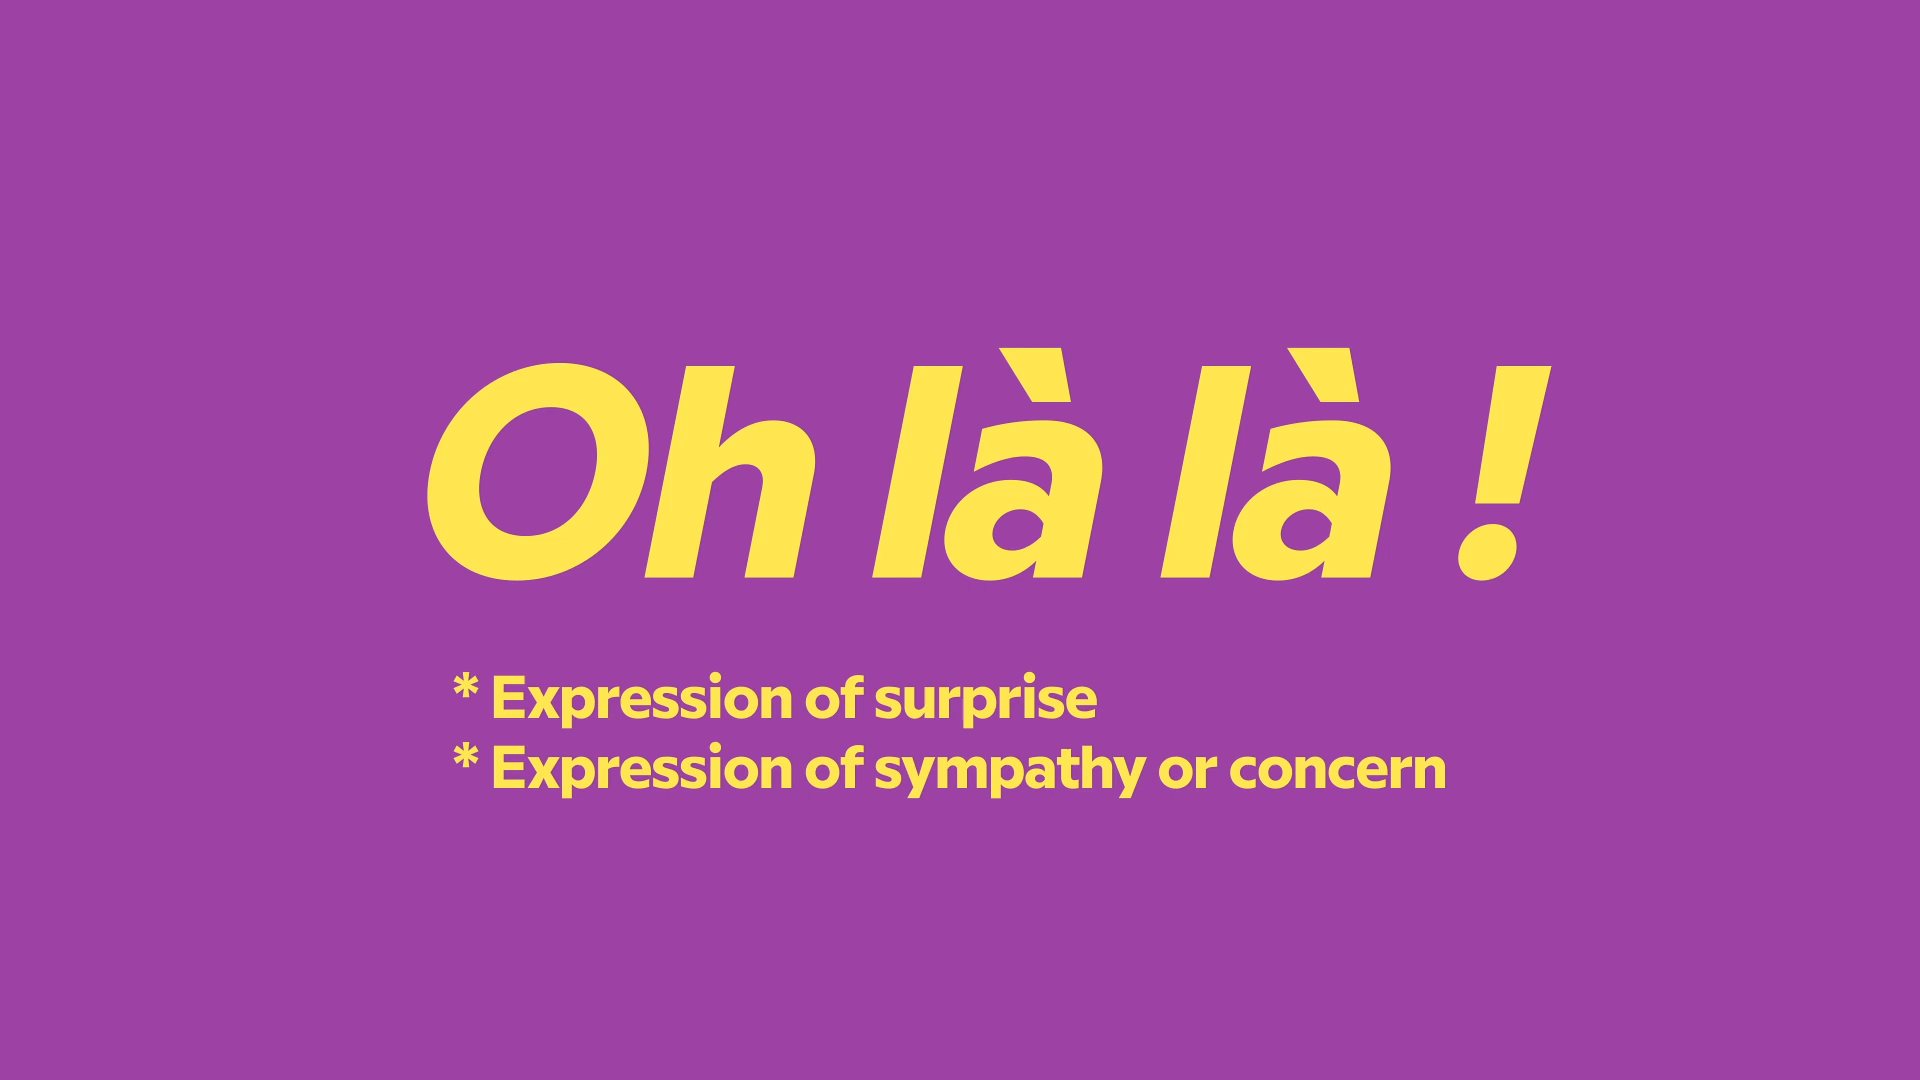 Oh là là !
* Expression of surprise
* Expression of sympathy or concern